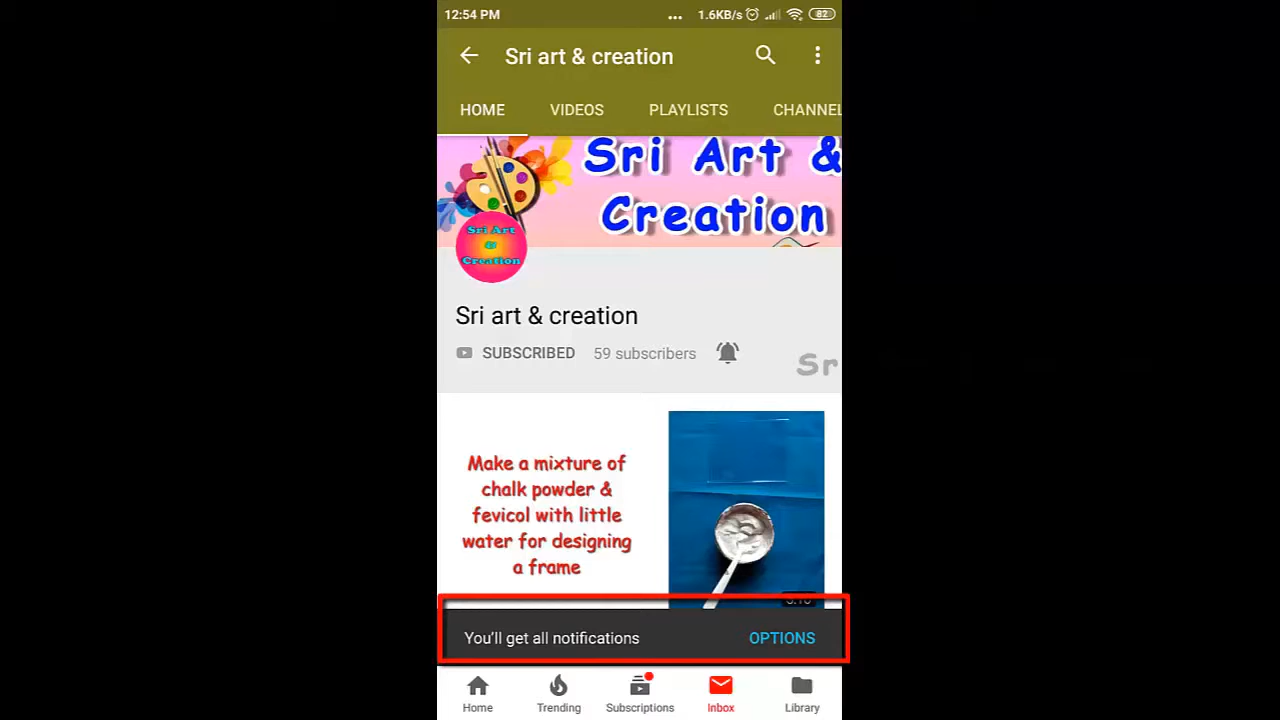 12:54 PM ... 1.6KB/s 82
Sri art & creation
HOME VIDEOS PLAYLISTS CHANNEL
Sri Art &
Creation
Sri Art
&
Creation
Sri art & creation
SUBSCRIBED 59 subscribers
Sr
Make a mixture of
chalk powder &
fevicol with little
water for designing
a frame
You'll get all notifications OPTIONS
Home Trending Subscriptions Inbox Library